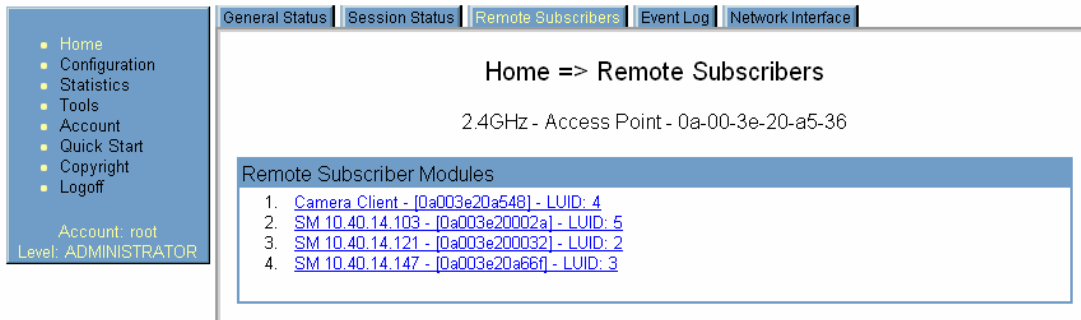 General Status Session Status Remote Subscribers Event Log Network Interface
Home
Configuration
Statistics
Tools
Account
Quick Start
Copyright
Logoff
Account: root
Level: ADMINISTRATOR
Home => Remote Subscribers
2.4GHz - Access Point - 0a-00-3e-20-a5-36
Remote Subscriber Modules
1. Camera Client - [0a003e20a548] - LUID: 4
2. SM 10.40.14.103 - [0a003e20002a] - LUID: 5
3. SM 10.40.14.121 - [0a003e200032] - LUID: 2
4. SM 10.40.14.147 - [0a003e20a66f] - LUID: 3